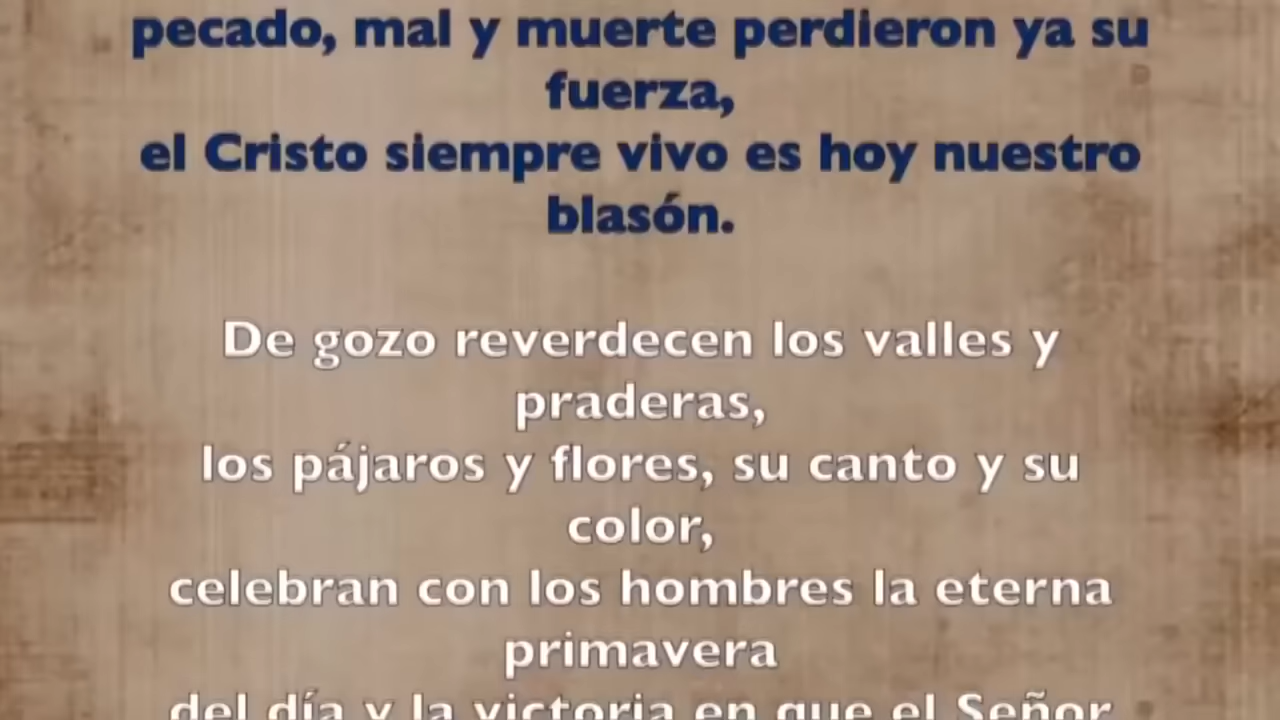 pecado, mal y muerte perdieron ya su
fuerza,
el Cristo siempre vivo es hoy nuestro
blasón.
De gozo reverdecen los valles y
praderas,
los pájaros y flores, su canto y su
color,
celebran con los hombres la eterna
primavera
del día y la victoria en que el Señor